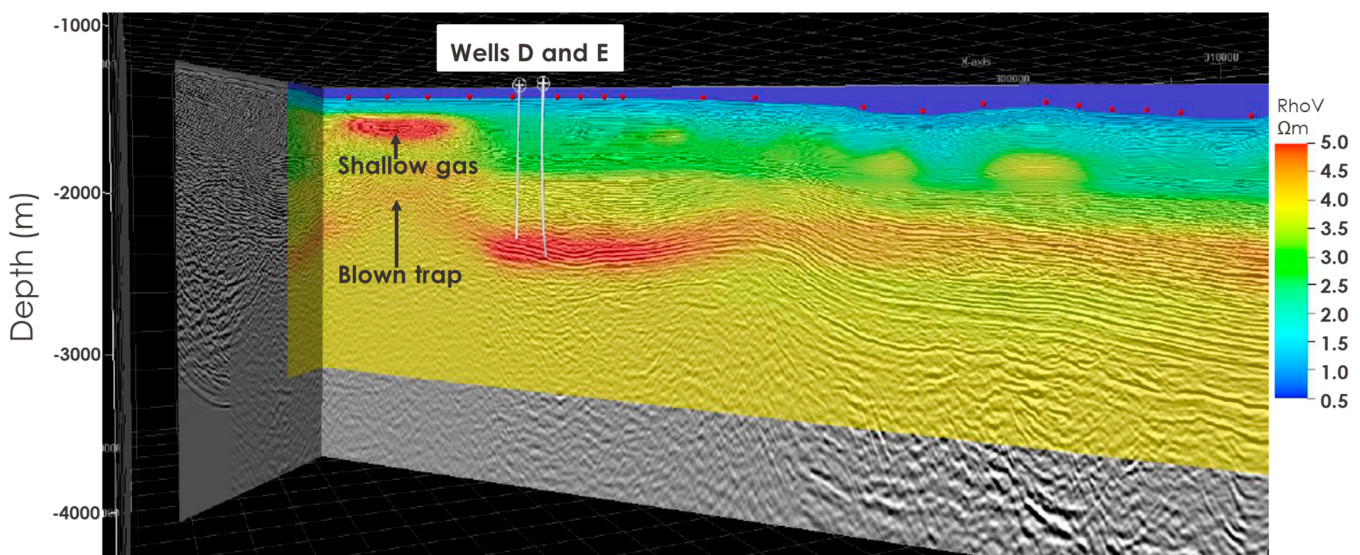 -1000
Wells D and E
X-axis
300000
310000
RhoV
Ωm
5.0
4.5
4.0
3.5
3.0
2.5
2.0
1.5
1.0
0.5
Shallow gas
-2000
Blown trap
Depth (m)
-3000
-4000